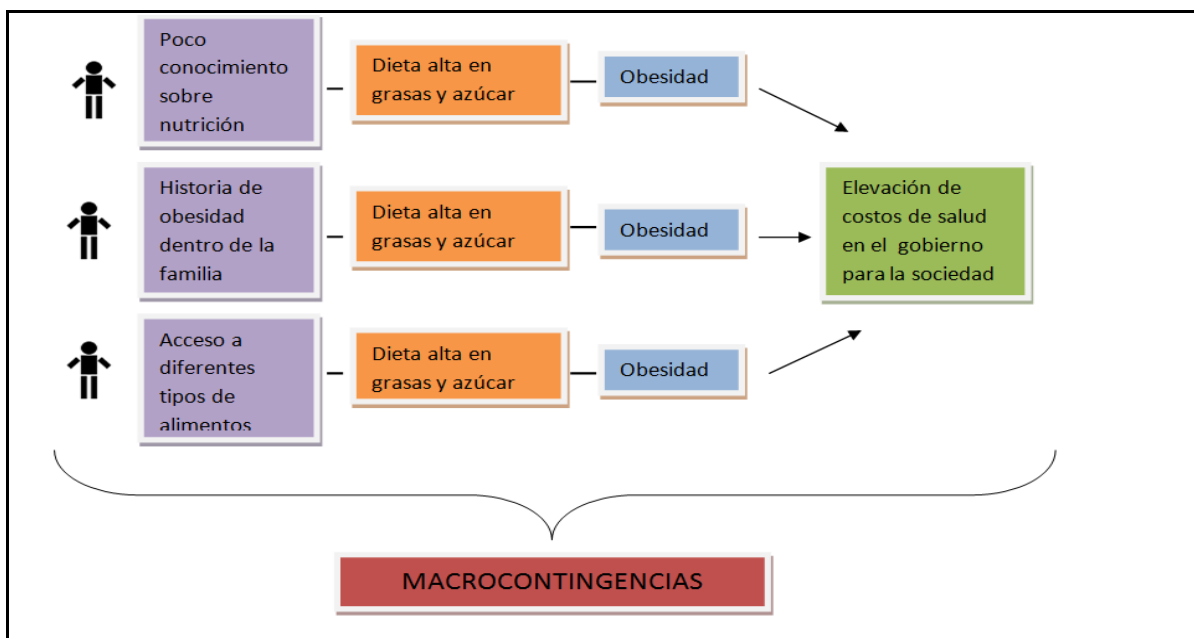 Poco
conocimiento
sobre
nutrición
Dieta alta en
grasas y azúcar
Obesidad
Historia de
obesidad
dentro de la
familia
Dieta alta en
grasas y azúcar
Obesidad
Elevación de
costos de salud
en el gobierno
para la sociedad
Acceso a
diferentes
tipos de
alimentos
Dieta alta en
grasas y azúcar
Obesidad
MACROCONTINGENCIAS